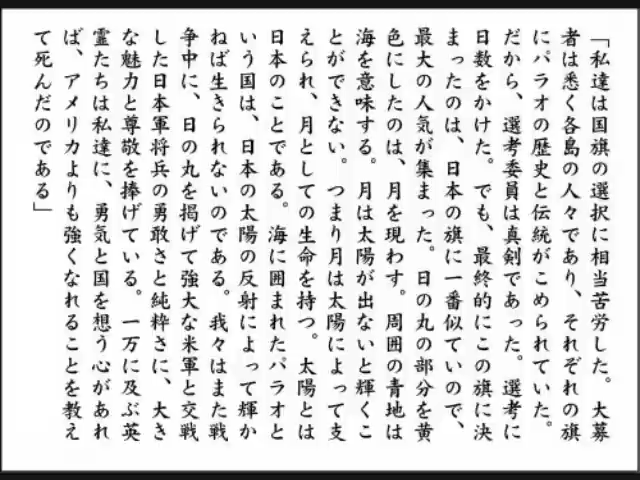 「私達は国旗の選択に相当苦労した。大募
者は悉く各島の人々であり、それぞれの旗
にパラオの歴史と伝統がこめられていた。
だから、選考委員は真剣であった。選考に
日数をかけた。でも、最終的にこの旗に決
まったのは、日本の旗に一番似ていので、
最大の人気が集まった。日の丸の部分を黄
色にしたのは、月を現わす。周囲の青地は
海を意味する。月は太陽が出ないと輝くこ
とができない。つまり月は太陽によって支
えられ、月としての生命を持つ。太陽とは
日本のことである。海に囲まれたパラオと
いう国は、日本の太陽の反射によって輝か
ねば生きられないのである。我々はまた戦
争中に、日の丸を掲げて強大な米軍と交戦
した日本軍将兵の勇敢さと純粋さに、大き
な魅力と尊敬を捧げている。一万に及ぶ英
霊たちは私達に、勇気と国を想う心があれ
ば、アメリカよりも強くなれることを教え
て死んだのである」